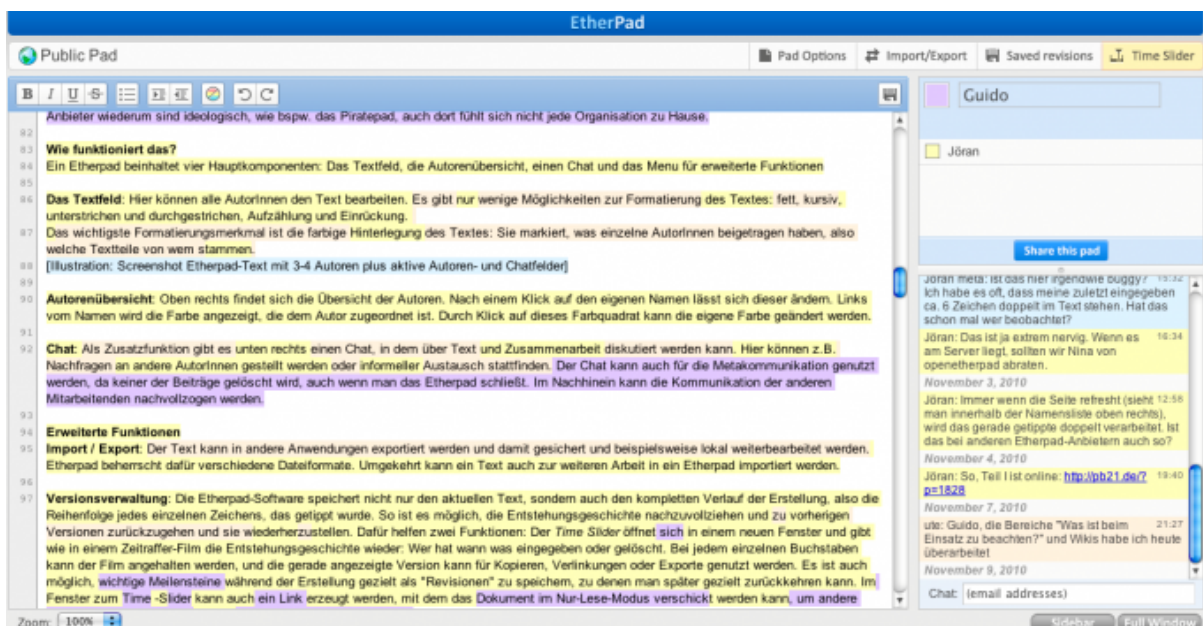 EtherPad
Public Pad
Pad Options
Import/Export
Saved revisions
Time Slider
B I U S
Anbieter wiederum sind ideologisch, wie bspw. das Piratepad, auch dort fühlt sich nicht jede Organisation zu Hause.
82
83 Wie funktioniert das?
84 Ein Etherpad beinhaltet vier Hauptkomponenten: Das Textfeld, die Autorenübersicht, einen Chat und das Menu für erweiterte Funktionen
85
86 Das Textfeld: Hier können alle AutorInnen den Text bearbeiten. Es gibt nur wenige Möglichkeiten zur Formatierung des Textes: fett, kursiv,
unterstrichen und durchgestrichen, Aufzählung und Einrückung.
87 Das wichtigste Formatierungsmerkmal ist die farbige Hinterlegung des Textes: Sie markiert, was einzelne AutorInnen beigetragen haben, also
welche Textteile von wem stammen.
88 [Illustration: Screenshot Etherpad-Text mit 3-4 Autoren plus aktive Autoren- und Chatfelder]
89
90 Autorenübersicht: Oben rechts findet sich die Übersicht der Autoren. Nach einem Klick auf den eigenen Namen lässt sich dieser ändern. Links
vom Namen wird die Farbe angezeigt, die dem Autor zugeordnet ist. Durch Klick auf dieses Farbquadrat kann die eigene Farbe geändert werden.
91
92 Chat: Als Zusatzfunktion gibt es unten rechts einen Chat, in dem über Text und Zusammenarbeit diskutiert werden kann. Hier können z.B.
Nachfragen an andere AutorInnen gestellt werden oder informeller Austausch stattfinden. Der Chat kann auch für die Metakommunikation genutzt
werden, da keiner der Beiträge gelöscht wird, auch wenn man das Etherpad schließt. Im Nachhinein kann die Kommunikation der anderen
Mitarbeitenden nachvollzogen werden.
93
94 Erweiterte Funktionen
95 Import / Export: Der Text kann in andere Anwendungen exportiert werden und damit gesichert und beispielsweise lokal weiterbearbeitet werden.
Etherpad beherrscht dafür verschiedene Dateiformate. Umgekehrt kann ein Text auch zur weiteren Arbeit in ein Etherpad importiert werden.
96
97 Versionsverwaltung: Die Etherpad-Software speichert nicht nur den aktuellen Text, sondern auch den kompletten Verlauf der Erstellung, also die
Reihenfolge jedes einzelnen Zeichens, das getippt wurde. So ist es möglich, die Entstehungsgeschichte nachzuvollziehen und zu vorherigen
Versionen zurückzugehen und sie wiederherzustellen. Dafür helfen zwei Funktionen: Der Time Silder öffnet sich in einem neuen Fenster und gibt
wie in einem Zeitraffer-Film die Entstehungsgeschichte wieder: Wer hat wann was eingegeben oder gelöscht. Bei jedem einzelnen Buchstaben
kann der Film angehalten werden, und die gerade angezeigte Version kann für Kopieren, Verlinkungen oder Exporte genutzt werden. Es ist auch
möglich, wichtige Meilensteine während der Erstellung gezielt als "Revisionen" zu speichern, zu denen man später gezielt zurückkehren kann. Im
Fenster zum Time -Slider kann auch ein Link erzeugt werden, mit dem das Dokument im Nur-Lese-Modus verschickt werden kann, um andere
Zoom: 100%
Guido
Jöran
Share this pad
Jöran meta: Ist das hier irgendwie buggy? 15:32
Ich habe es oft, dass meine zuletzt eingegeben
ca. 6 Zeichen doppelt im Text stehen. Hat das
schon mal wer beobachtet?
Jöran: Das ist ja extrem nervig. Wenn es 16:34
am Server liegt, sollten wir Nina von
openetherpad abraten.
November 3, 2010
Jöran: Immer wenn die Seite refresht (sieht 12:58
man innerhalb der Namensliste oben rechts),
wird das gerade getippte doppelt verarbeitet. Ist
das bei anderen Etherpad-Anbietern auch so?
November 4, 2010
Jöran: So, Teil I ist online: http://pb21.de/? 19:40
p=1828
November 7, 2010
ute: Guido, die Bereiche "Was ist beim 21:27
Einsatz zu beachten?" und Wikis habe ich heute
überarbeitet
November 9, 2010
Chat: (email addresses)
Sidebar
Full Window